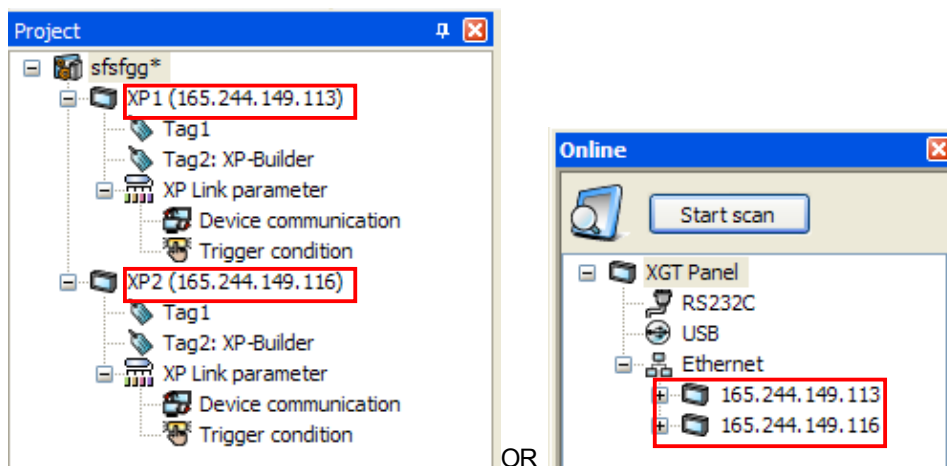 Project
sfsfgg*
XP1 (165.244.149.113)
Tag1
Tag2: XP-Builder
XP Link parameter
Device communication
Trigger condition
XP2 (165.244.149.116)
Tag1
Tag2: XP-Builder
XP Link parameter
Device communication
Trigger condition
OR
Online
Start scan
XGT Panel
RS232C
USB
Ethernet
165.244.149.113
165.244.149.116